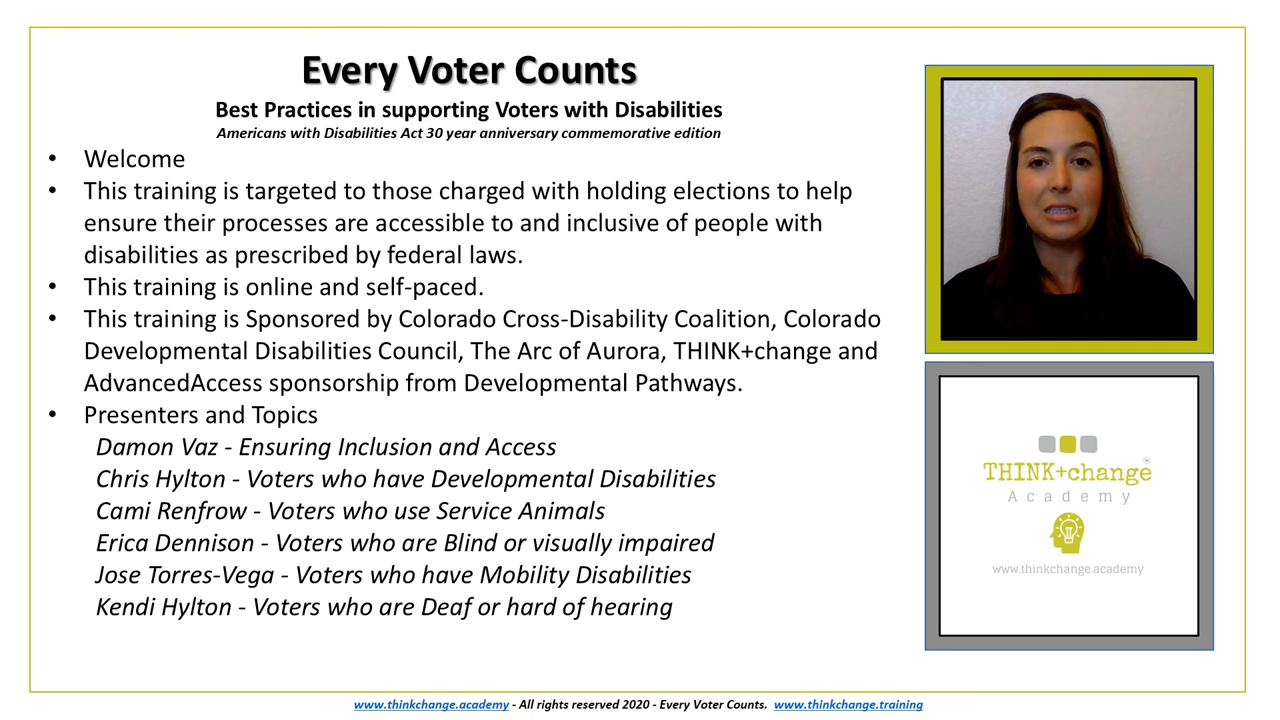 Every Voter Counts
Best Practices in supporting Voters with Disabilities
Americans with Disabilities Act 30 year anniversary commemorative edition
• Welcome
• This training is targeted to those charged with holding elections to help
ensure their processes are accessible to and inclusive of people with
disabilities as prescribed by federal laws.
• This training is online and self-paced.
• This training is Sponsored by Colorado Cross-Disability Coalition, Colorado
Developmental Disabilities Council, The Arc of Aurora, THINK+change and
AdvancedAccess sponsorship from Developmental Pathways.
• Presenters and Topics
Damon Vaz - Ensuring Inclusion and Access
Chris Hylton - Voters who have Developmental Disabilities
Cami Renfrow - Voters who use Service Animals
Erica Dennison - Voters who are Blind or visually impaired
Jose Torres-Vega - Voters who have Mobility Disabilities
Kendi Hylton - Voters who are Deaf or hard of hearing
THINK+change
Academy
www.thinkchange.academy
www.thinkchange.academy - All rights reserved 2020 - Every Voter Counts. www.thinkchange.training